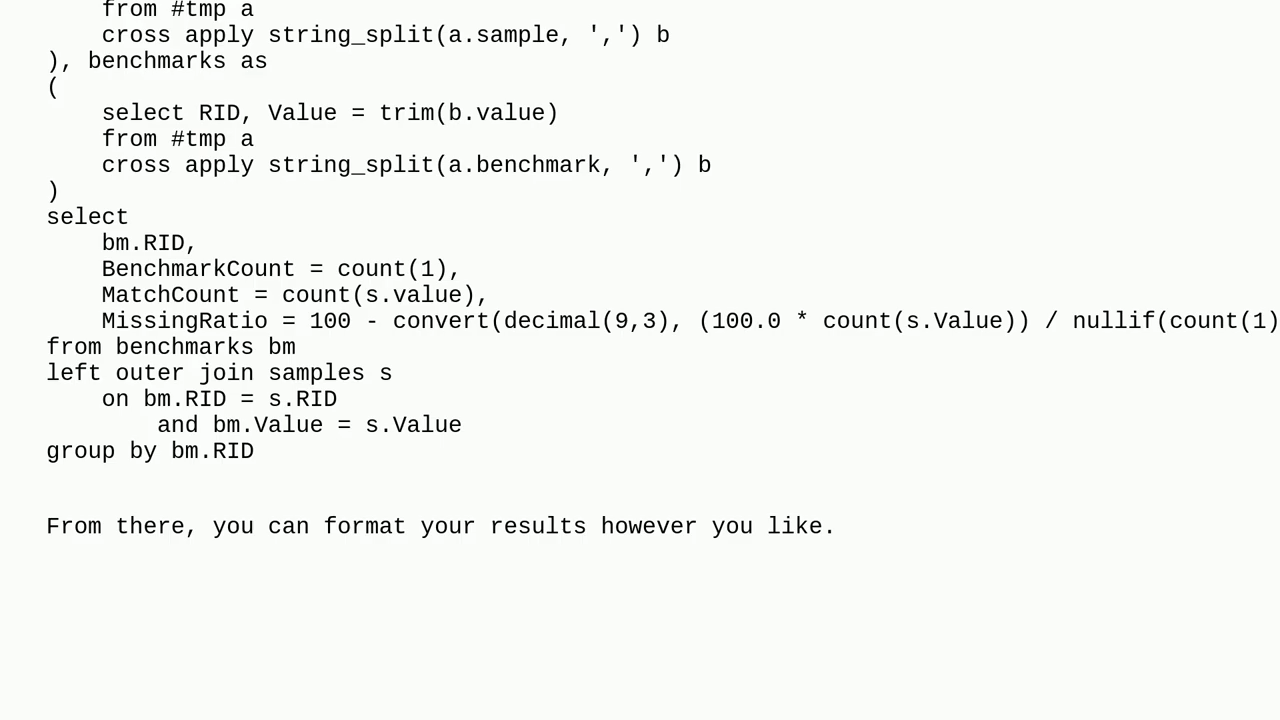 from #tmp a
cross apply string_split(a.sample, ',') b
), benchmarks as
(
select RID, Value = trim(b.value)
from #tmp a
cross apply string_split(a.benchmark, ',') b
)
select
bm.RID,
BenchmarkCount = count(1),
MatchCount = count(s.value),
MissingRatio = 100 - convert(decimal(9,3), (100.0 * count(s.Value)) / nullif(count(1)
from benchmarks bm
left outer join samples s
on bm.RID = s.RID
and bm.Value = s.Value
group by bm.RID
From there, you can format your results however you like.